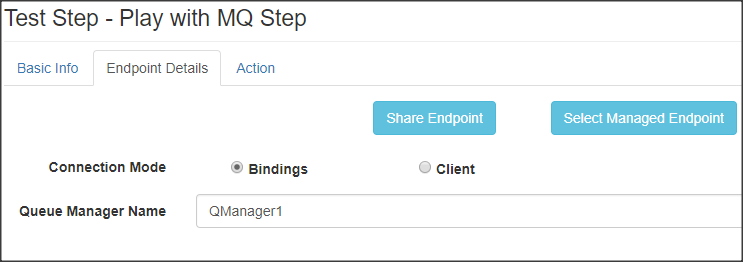 Test Step - Play with MQ Step
Basic Info Endpoint Details Action
Share Endpoint Select Managed Endpoint
Connection Mode Bindings Client
Queue Manager Name QManager1